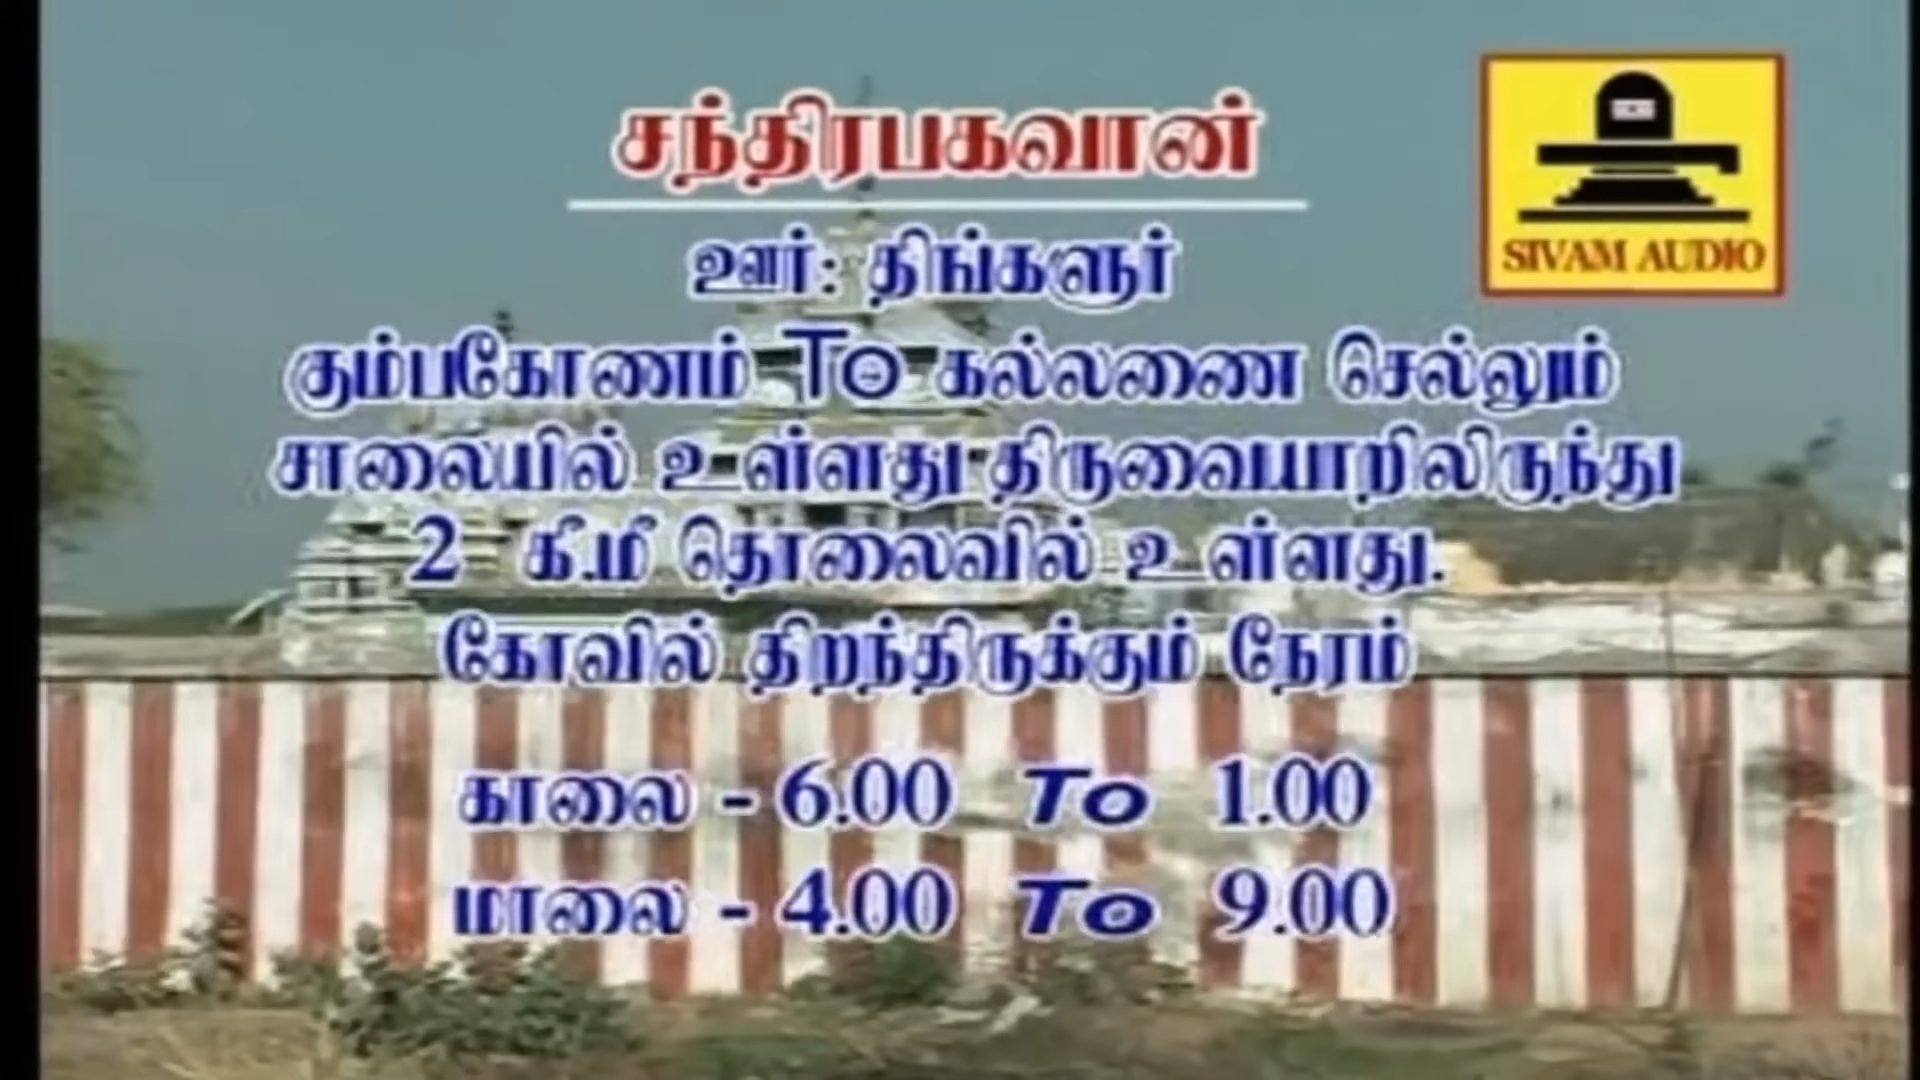 சந்திரபகவான்
SIVAM AUDIO
ஊர்: திங்களுர்
கும்பகோணம் To கல்லணை செல்லும்
சாலையில் உள்ளது திருவையாறிலிருந்து
2 கீ.மீ தொலைவில் உள்ளது.
கோவில் திறந்திருக்கும் நேரம்
காலை - 6.00 To 1.00
மாலை - 4.00 To 9.00